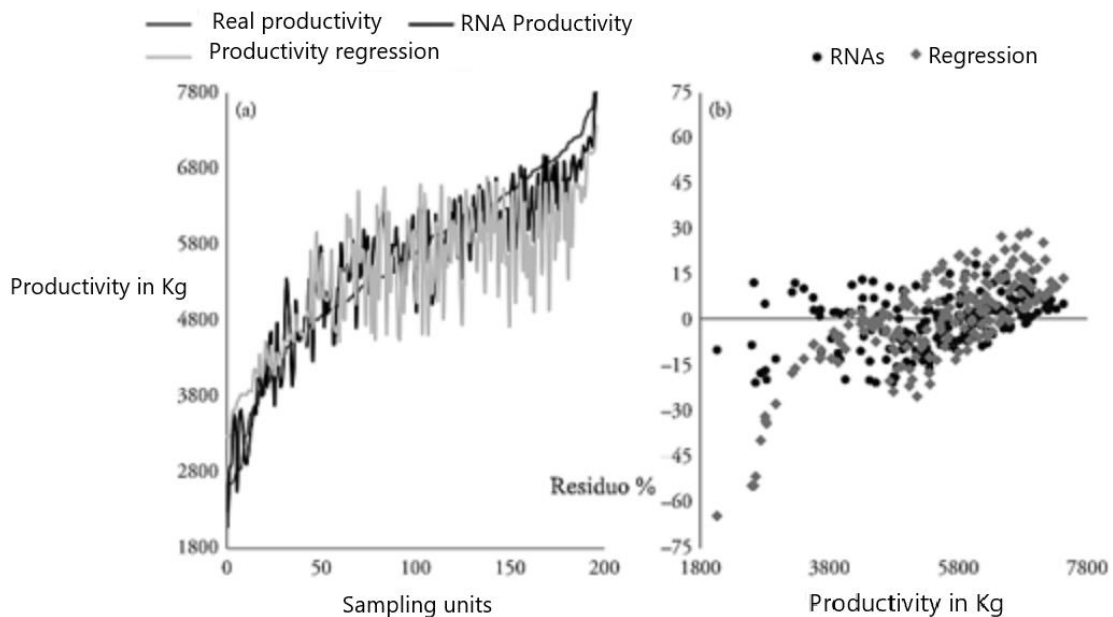 Real productivity RNA Productivity
Productivity regression
RNAs Regression
7800
(a)
6800
5800
Productivity in Kg
4800
3800
2800
1800
0 50 100 150 200
Sampling units
75
(b)
60
45
30
15
0
-15
-30
-45
Residuo %
-60
-75
1800 3800 5800 7800
Productivity in Kg